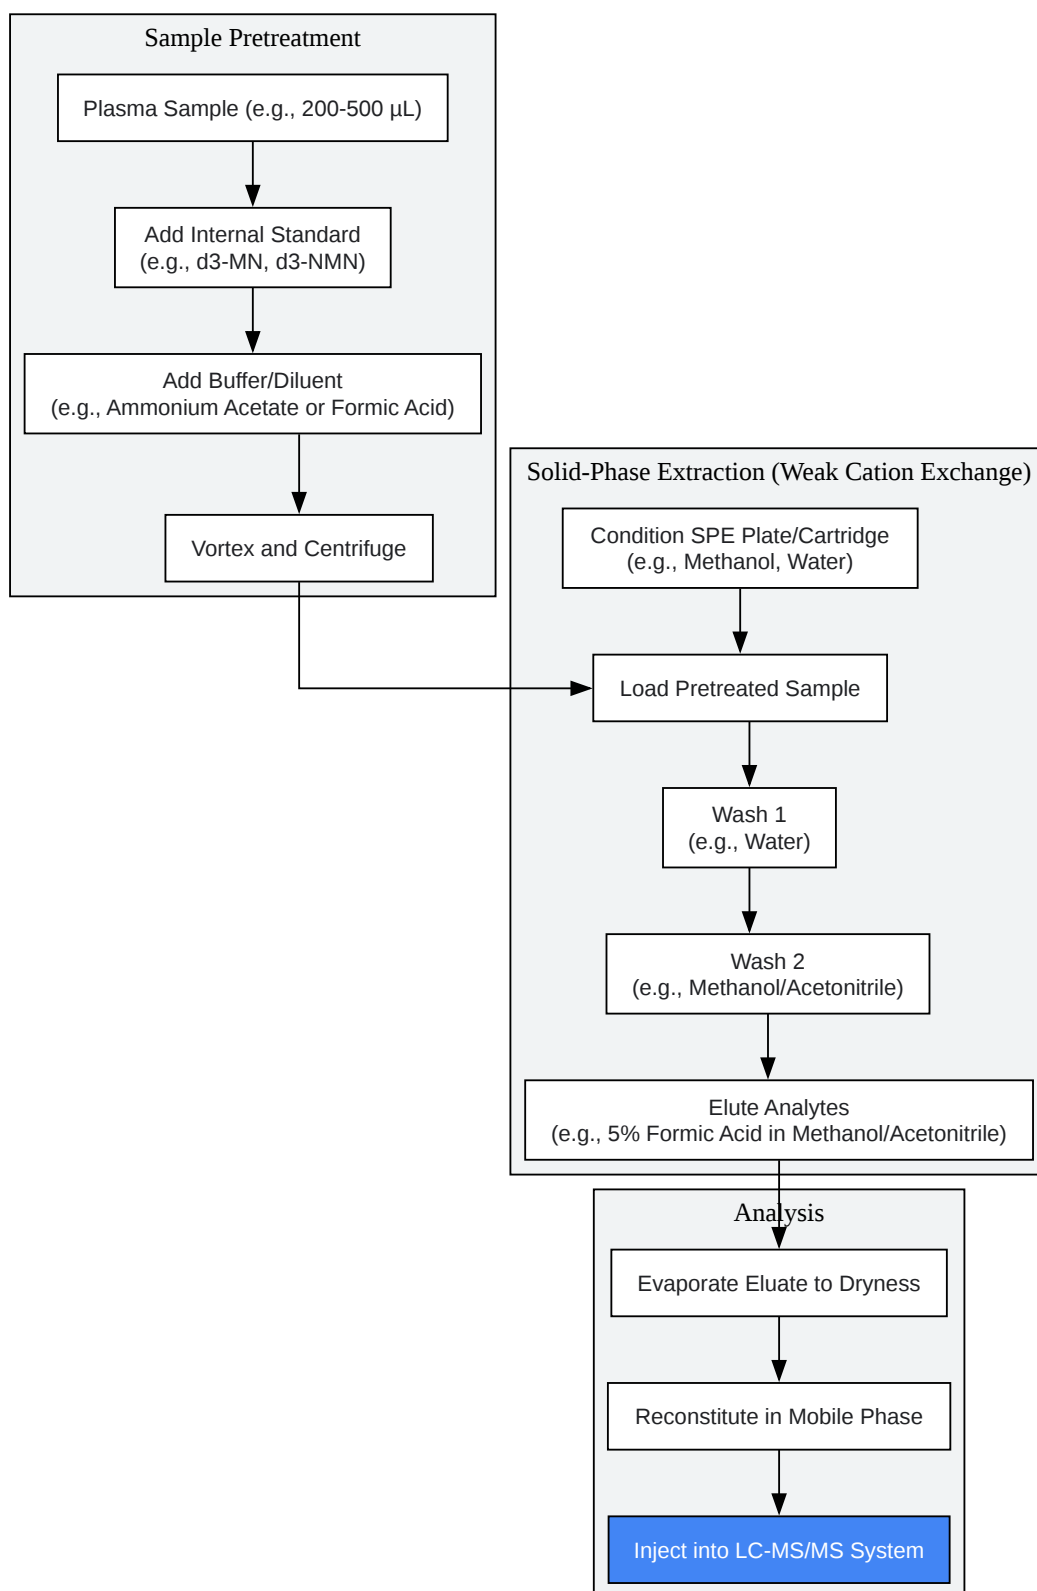 Sample Pretreatment
Plasma Sample (e.g., 200-500 µL)
Add Internal Standard
(e.g., d3-MN, d3-NMN)
Add Buffer/Diluent
(e.g., Ammonium Acetate or Formic Acid)
Vortex and Centrifuge
Solid-Phase Extraction (Weak Cation Exchange)
Condition SPE Plate/Cartridge
(e.g., Methanol, Water)
Load Pretreated Sample
Wash 1
(e.g., Water)
Wash 2
(e.g., Methanol/Acetonitrile)
Elute Analytes
(e.g., 5% Formic Acid in Methanol/Acetonitrile)
Analysis
Evaporate Eluate to Dryness
Reconstitute in Mobile Phase
Inject into LC-MS/MS System